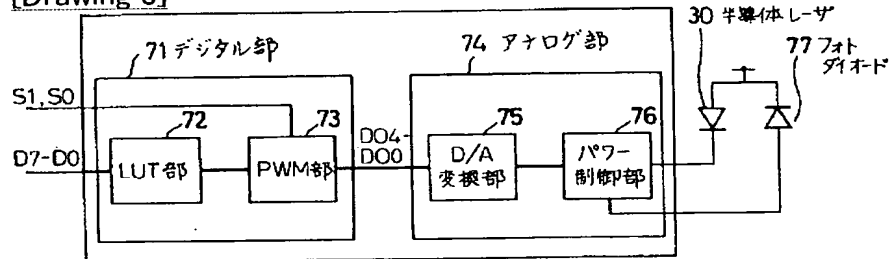 30 半導体レーザ
71 デジタル部
74 アナログ部
77 フォト
ダイオード
S1,S0
72
73
DO4-
DO0
75
76
D7-D0
LUT部
PWM部
D/A
変換部
パワー
制御部